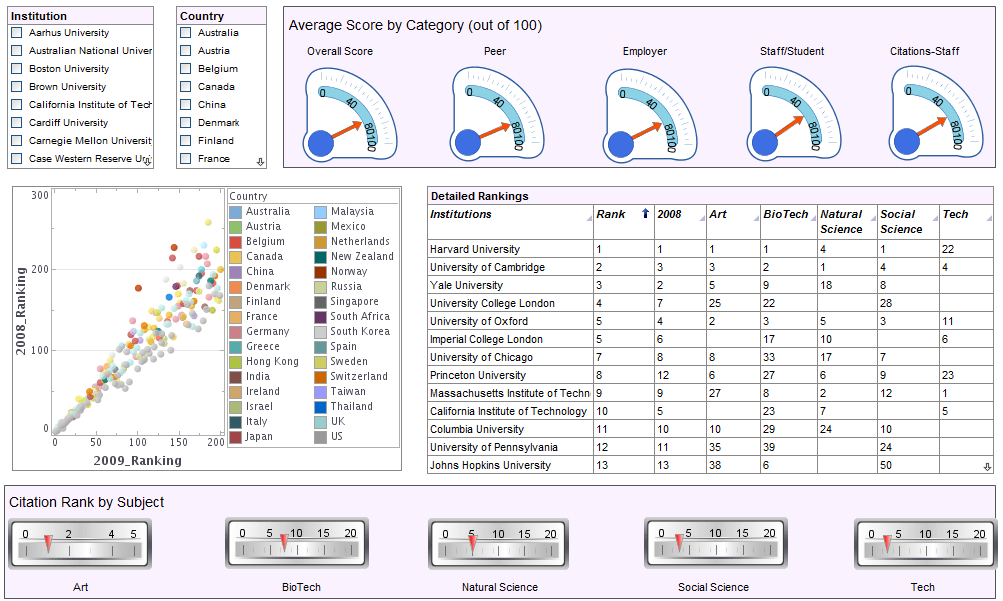 Institution
Aarhus University
Australian National Univer
Boston University
Brown University
California Institute of Tech
Cardiff University
Carnegie Mellon University
Case Western Reserve Un
Country
Australia
Austria
Belgium
Canada
China
Denmark
Finland
France
Average Score by Category (out of 100)
Overall Score Peer Employer Staff/Student Citations-Staff
0 40 80 100 0 40 80 100 0 40 80 100 0 40 80 100 0 40 80 100
300
200
100
0
2008_Ranking
0 50 100 150 200
2009_Ranking
Country
Australia Malaysia
Austria Mexico
Belgium Netherlands
Canada New Zealand
China Norway
Denmark Russia
Finland Singapore
France South Africa
Germany South Korea
Greece Spain
Hong Kong Sweden
India Switzerland
Ireland Taiwan
Israel Thailand
Italy UK
Japan US
Detailed Rankings
Institutions Rank 2008 Art BioTech Natural Science Social Science Tech
Harvard University 1 1 1 1 4 1 22
University of Cambridge 2 3 3 2 1 4 4
Yale University 3 2 5 9 18 8
University College London 4 7 25 22 28
University of Oxford 5 4 2 3 5 3 11
Imperial College London 5 6 17 10 6
University of Chicago 7 8 8 33 17 7
Princeton University 8 12 6 27 6 9 23
Massachusetts Institute of Techn 9 9 27 8 2 12 1
California Institute of Technology 10 5 23 7 5
Columbia University 11 10 10 29 24 10
University of Pennsylvania 12 11 35 39 24
Johns Hopkins University 13 13 38 6 50
Citation Rank by Subject
0 2 4 5 0 5 10 15 20 0 5 10 15 20 0 5 10 15 20 0 5 10 15 20
Art BioTech Natural Science Social Science Tech